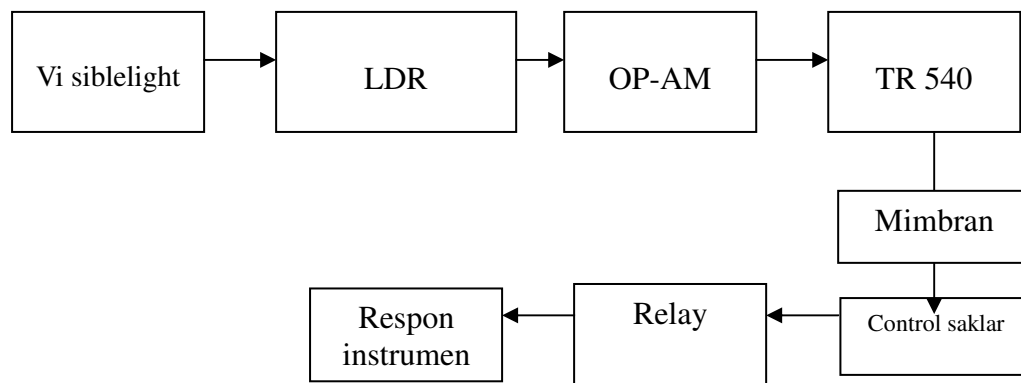 Vi siblelight
LDR
OP-AM
TR 540
Mimbran
Control saklar
Relay
Respon
instrumen